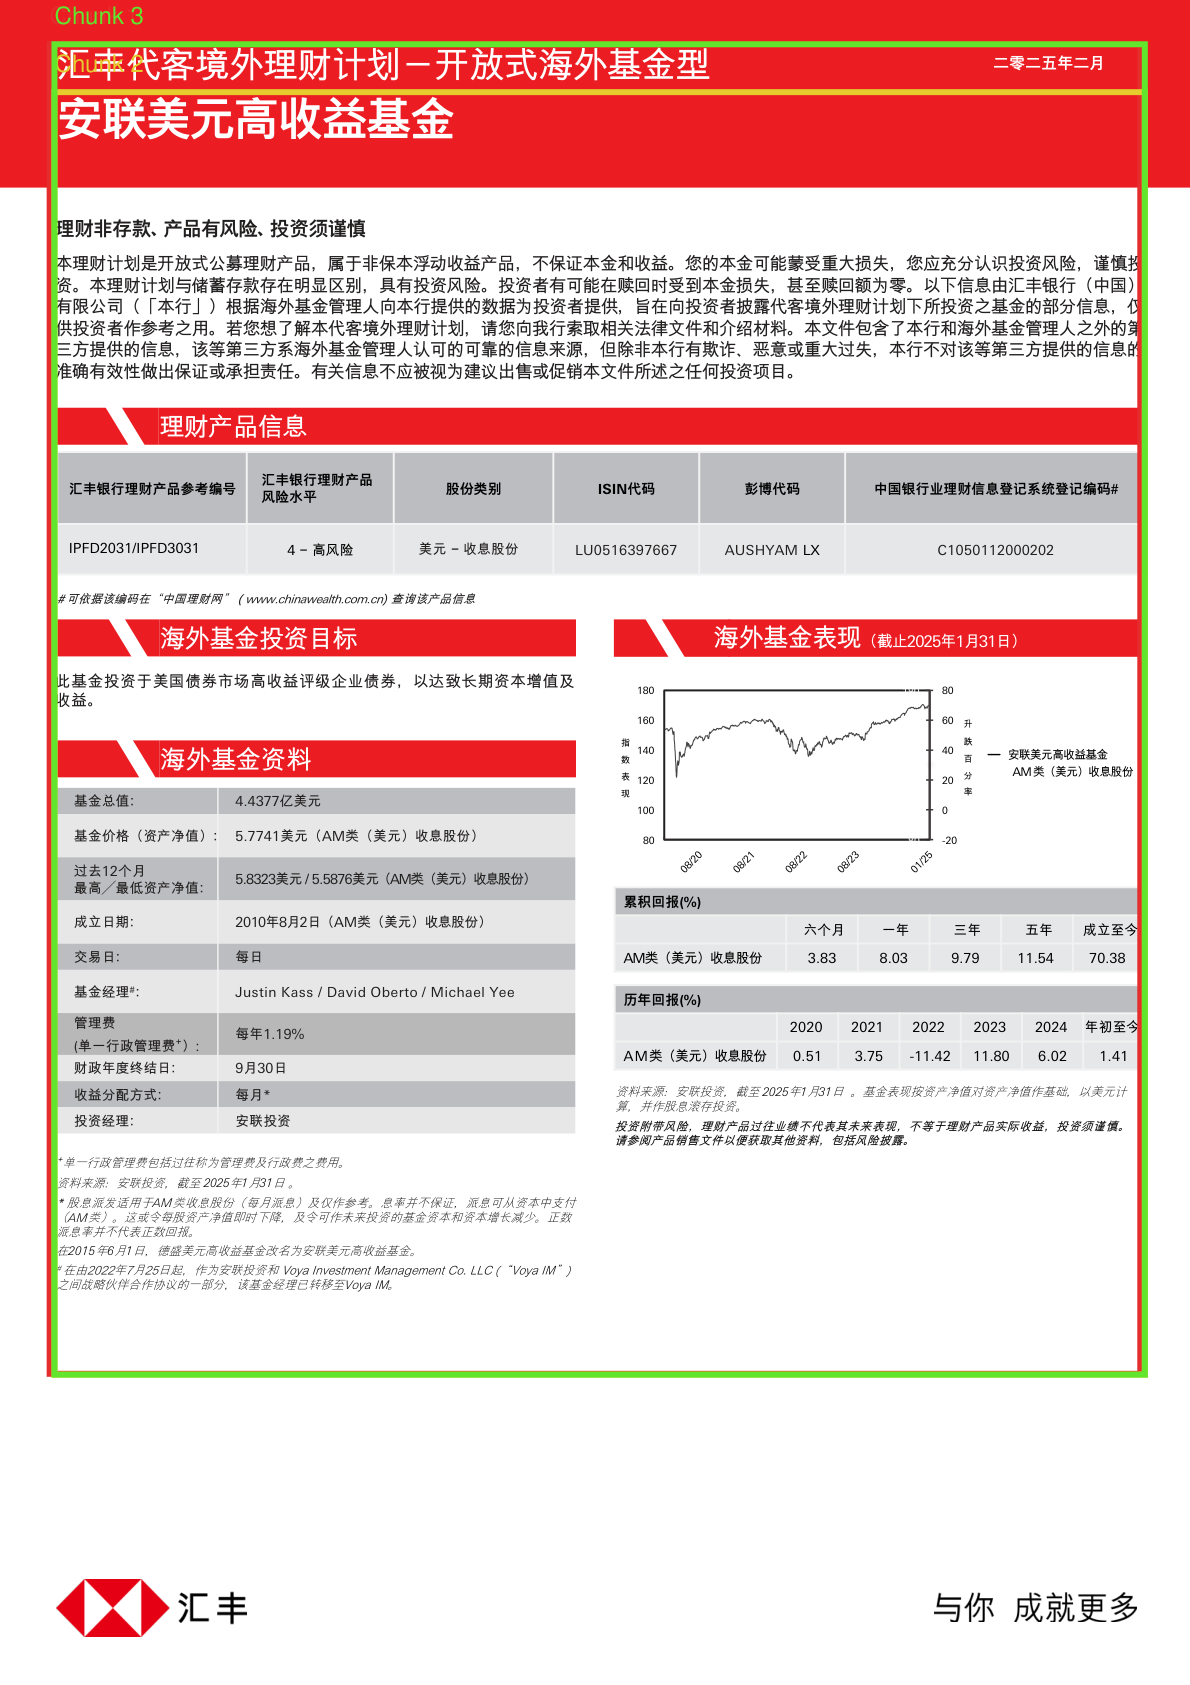 Chunk 3
Chunk 2
汇丰代客境外理财计划－开放式海外基金型
二零二五年二月
安联美元高收益基金
理财非存款、产品有风险、投资须谨慎
本理财计划是开放式公募理财产品，属于非保本浮动收益产品，不保证本金和收益。您的本金可能蒙受重大损失，您应充分认识投资风险，谨慎投
资。本理财计划与储蓄存款存在明显区别，具有投资风险。投资者有可能在赎回时受到本金损失，甚至赎回额为零。以下信息由汇丰银行（中国）
有限公司（「本行」）根据海外基金管理人向本行提供的数据为投资者提供，旨在向投资者披露代客境外理财计划下所投资之基金的部分信息，仅
供投资者作参考之用。若您想了解本代客境外理财计划，请您向我行索取相关法律文件和介绍材料。本文件包含了本行和海外基金管理人之外的第
三方提供的信息，该等第三方系海外基金管理人认可的可靠的信息来源，但除非本行有欺诈、恶意或重大过失，本行不对该等第三方提供的信息的
准确有效性做出保证或承担责任。有关信息不应被视为建议出售或促销本文件所述之任何投资项目。
理财产品信息
汇丰银行理财产品参考编号 汇丰银行理财产品风险水平 股份类别 ISIN代码 彭博代码 中国银行业理财信息登记系统登记编码#
IPFD2031/IPFD3031 4 – 高风险 美元 – 收息股份 LU0516397667 AUSHYAM LX C1050112000202
# 可依据该编码在“中国理财网” ( www.chinawealth.com.cn) 查询该产品信息
海外基金投资目标
此基金投资于美国债券市场高收益评级企业债券，以达致长期资本增值及
收益。
海外基金资料
基金总值: 4.4377亿美元
基金价格（资产净值）: 5.7741美元（AM类（美元）收息股份）
过去12个月
最高／最低资产净值: 5.8323美元 / 5.5876美元（AM类（美元）收息股份）
成立日期: 2010年8月2日（AM类（美元）收息股份）
交易日: 每日
基金经理#: Justin Kass / David Oberto / Michael Yee
管理费
(单一行政管理费+）: 每年1.19%
财政年度终结日: 9月30日
收益分配方式: 每月*
投资经理: 安联投资
+ 单一行政管理费包括过往称为管理费及行政费之费用。
资料来源：安联投资，截至 2025年1月31日 。
* 股息派发适用于AM 类收息股份（每月派息）及仅作参考。息率并不保证，派息可从资本中支付
（AM 类）。这或令每股资产净值即时下降，及令可作未来投资的基金资本和资本增长减少。正数
派息率并不代表正数回报。
在2015年6月1日，德盛美元高收益基金改名为安联美元高收益基金。
# 在由2022年7月25日起，作为安联投资和 Voya Investment Management Co. LLC (“Voya IM”)
之间战略伙伴合作协议的一部分，该基金经理已转移至Voya IM。
海外基金表现（截止2025年1月31日）
指数表现
180
160
140
120
100
80
80
60
40
20
0
-20
升跌百分率
08/20 08/21 08/22 08/23 01/25
安联美元高收益基金
AM 类（美元）收息股份
累积回报(%)
六个月 一年 三年 五年 成立至今
AM类（美元）收息股份 3.83 8.03 9.79 11.54 70.38
历年回报(%)
2020 2021 2022 2023 2024 年初至今
AM 类（美元）收息股份 0.51 3.75 -11.42 11.80 6.02 1.41
资料来源：安联投资，截至 2025年1月31日 。基金表现按资产净值对资产净值作基础，以美元计
算，并作股息滚存投资。
投资附带风险，理财产品过往业绩不代表其未来表现，不等于理财产品实际收益，投资须谨慎。
请参阅产品销售文件以便获取其他资料，包括风险披露。
汇丰
与你 成就更多